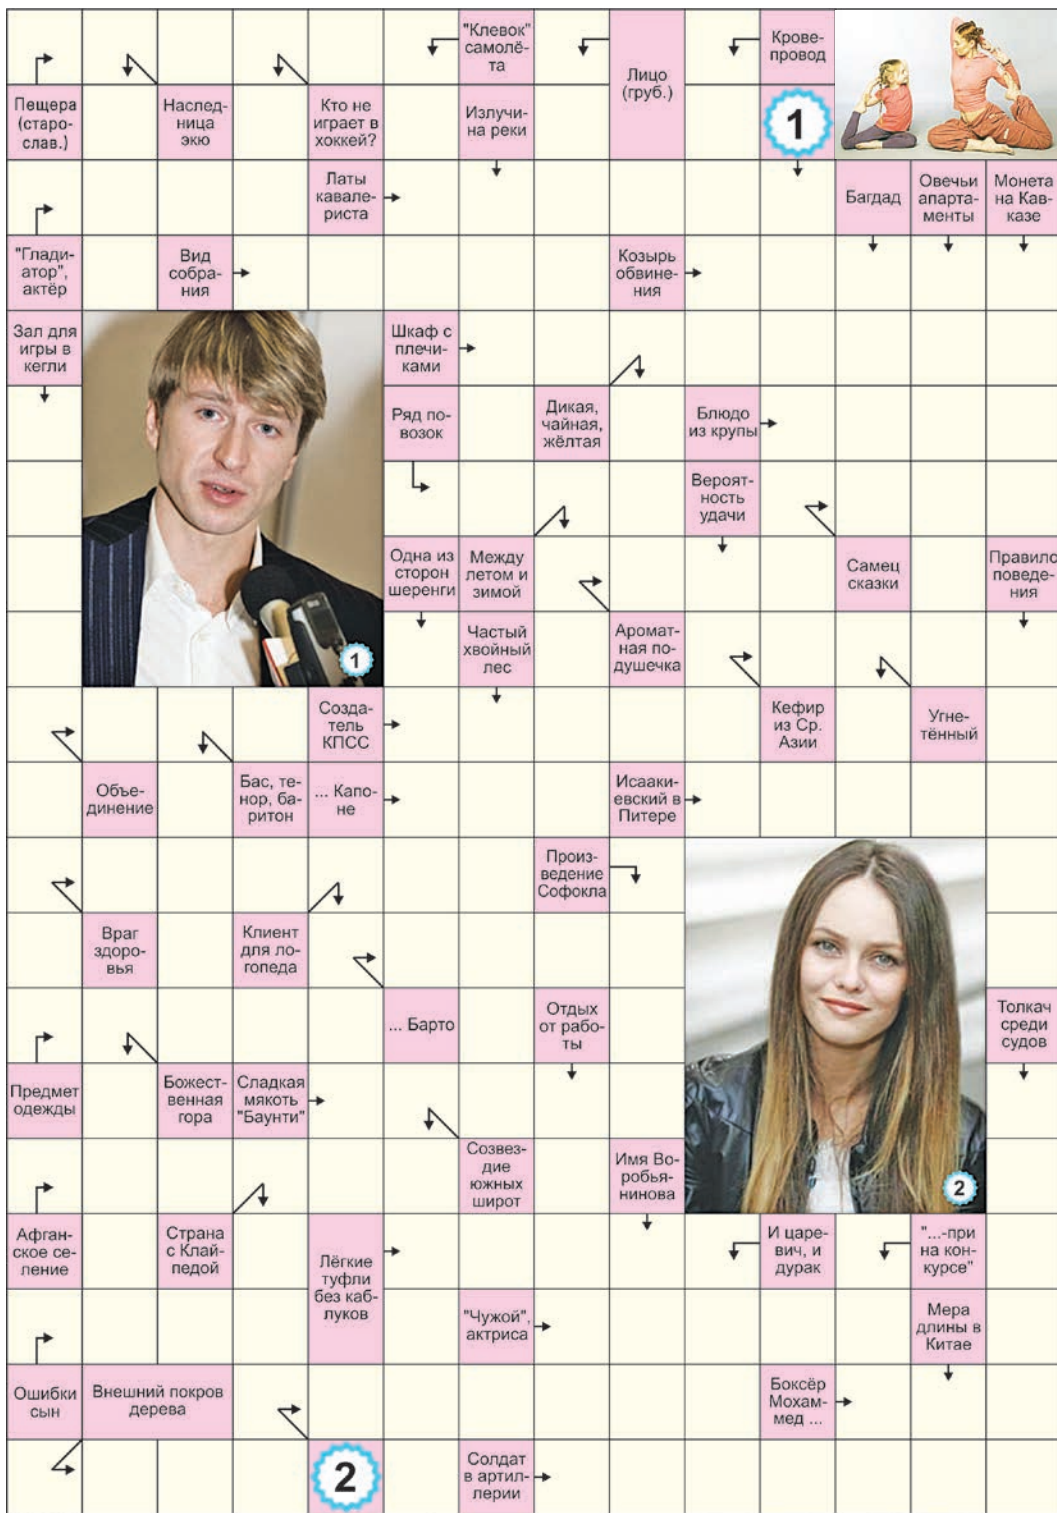 "Клевок"
самолё-
та
Лицо
(груб.)
Крове-
провод
Пещера
(старо-
слав.)
Наслед-
ница
экю
Кто не
играет в
хоккей?
Излучи-
на реки
1
Латы
кавале-
риста
Багдад
Овечьи
апарта-
менты
Монета
на Кав-
казе
"Глади-
атор",
актёр
Вид
собра-
ния
Козырь
обвине-
ния
Зал для
игры в
кегли
Шкаф с
плечи-
ками
Ряд по-
возок
Дикая,
чайная,
жёлтая
Блюдо
из крупы
Вероят-
ность
удачи
Одна из
сторон
шеренги
Между
летом и
зимой
Самец
сказки
Правило
поведе-
ния
Частый
хвойный
лес
Аромат-
ная по-
душечка
1
Созда-
тель
КПСС
Кефир
из Ср.
Азии
Угне-
тённый
Объе-
динение
Бас, те-
нор, ба-
ритон
... Капо-
не
Исааки-
евский в
Питере
Произ-
ведение
Софокла
Враг
здоро-
вья
Клиент
для ло-
гопеда
... Барто
Отдых
от рабо-
ты
Толкач
среди
судов
Предмет
одежды
Божест-
венная
гора
Сладкая
мякоть
"Баунти"
Созвез-
дие
южных
широт
Имя Во-
робья-
нинова
2
Афган-
ское се-
ление
Страна
с Клай-
педой
Лёгкие
туфли
без каб-
луков
И царе-
вич, и
дурак
"...-при
на кон-
курсе"
"Чужой",
актриса
Мера
длины в
Китае
Ошибки
сын
Внешний покров
дерева
Боксёр
Мохам-
мед ...
2
Солдат
в артил-
лерии